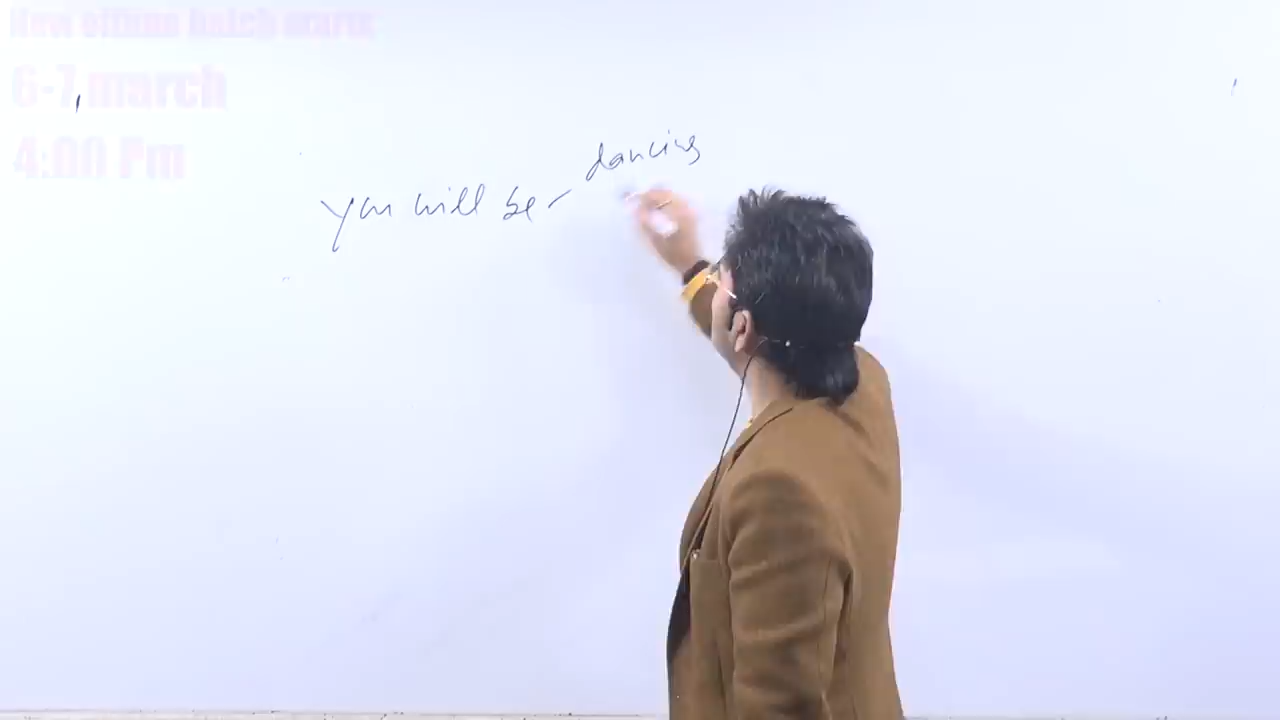 New offline batch starts
6-7 march
4:00 Pm
dancing
You will be